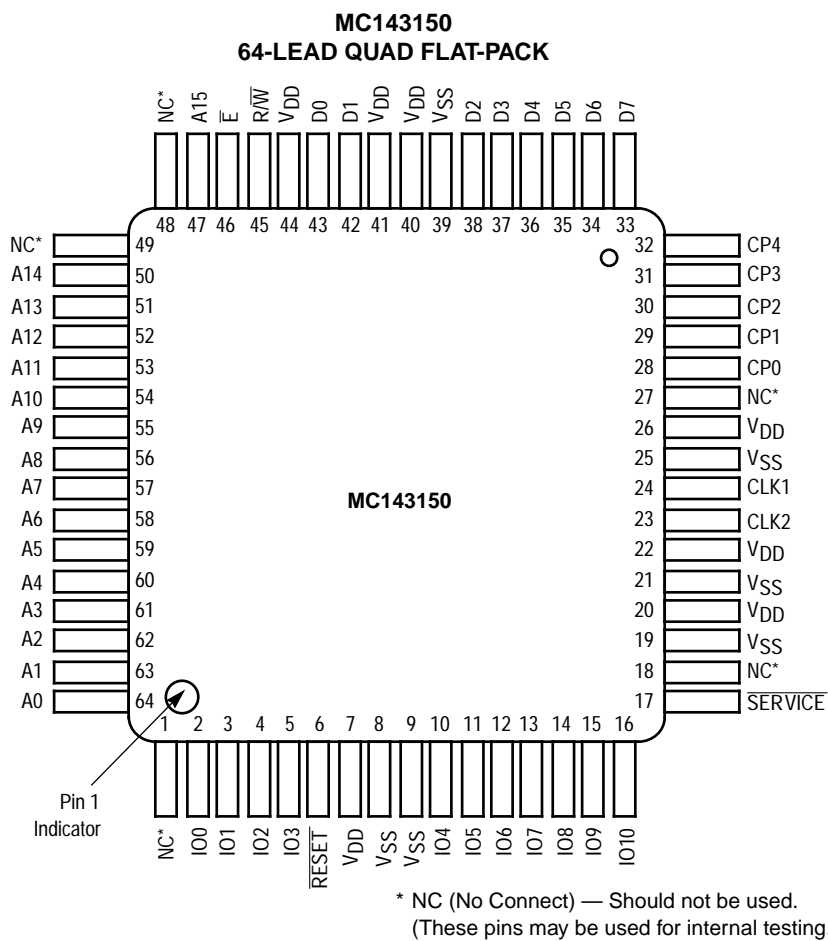 MC143150
64-LEAD QUAD FLAT-PACK
NC* A15 E̅ R/W̅ VDD D0 D1 VDD VDD VSS D2 D3 D4 D5 D6 D7
48 47 46 45 44 43 42 41 40 39 38 37 36 35 34 33
NC* 49 32 CP4
A14 50 31 CP3
A13 51 30 CP2
A12 52 29 CP1
A11 53 28 CP0
A10 54 27 NC*
A9 55 26 VDD
A8 56 25 VSS
A7 57 24 CLK1
MC143150
A6 58 23 CLK2
A5 59 22 VDD
A4 60 21 VSS
A3 61 20 VDD
A2 62 19 VSS
A1 63 18 NC*
A0 64 17 S̅E̅R̅V̅I̅C̅E̅
1 2 3 4 5 6 7 8 9 10 11 12 13 14 15 16
Pin 1
Indicator
NC* IO0 IO1 IO2 IO3 R̅E̅S̅E̅T̅ VDD VSS VSS IO4 IO5 IO6 IO7 IO8 IO9 IO10
* NC (No Connect) — Should not be used.
(These pins may be used for internal testing.